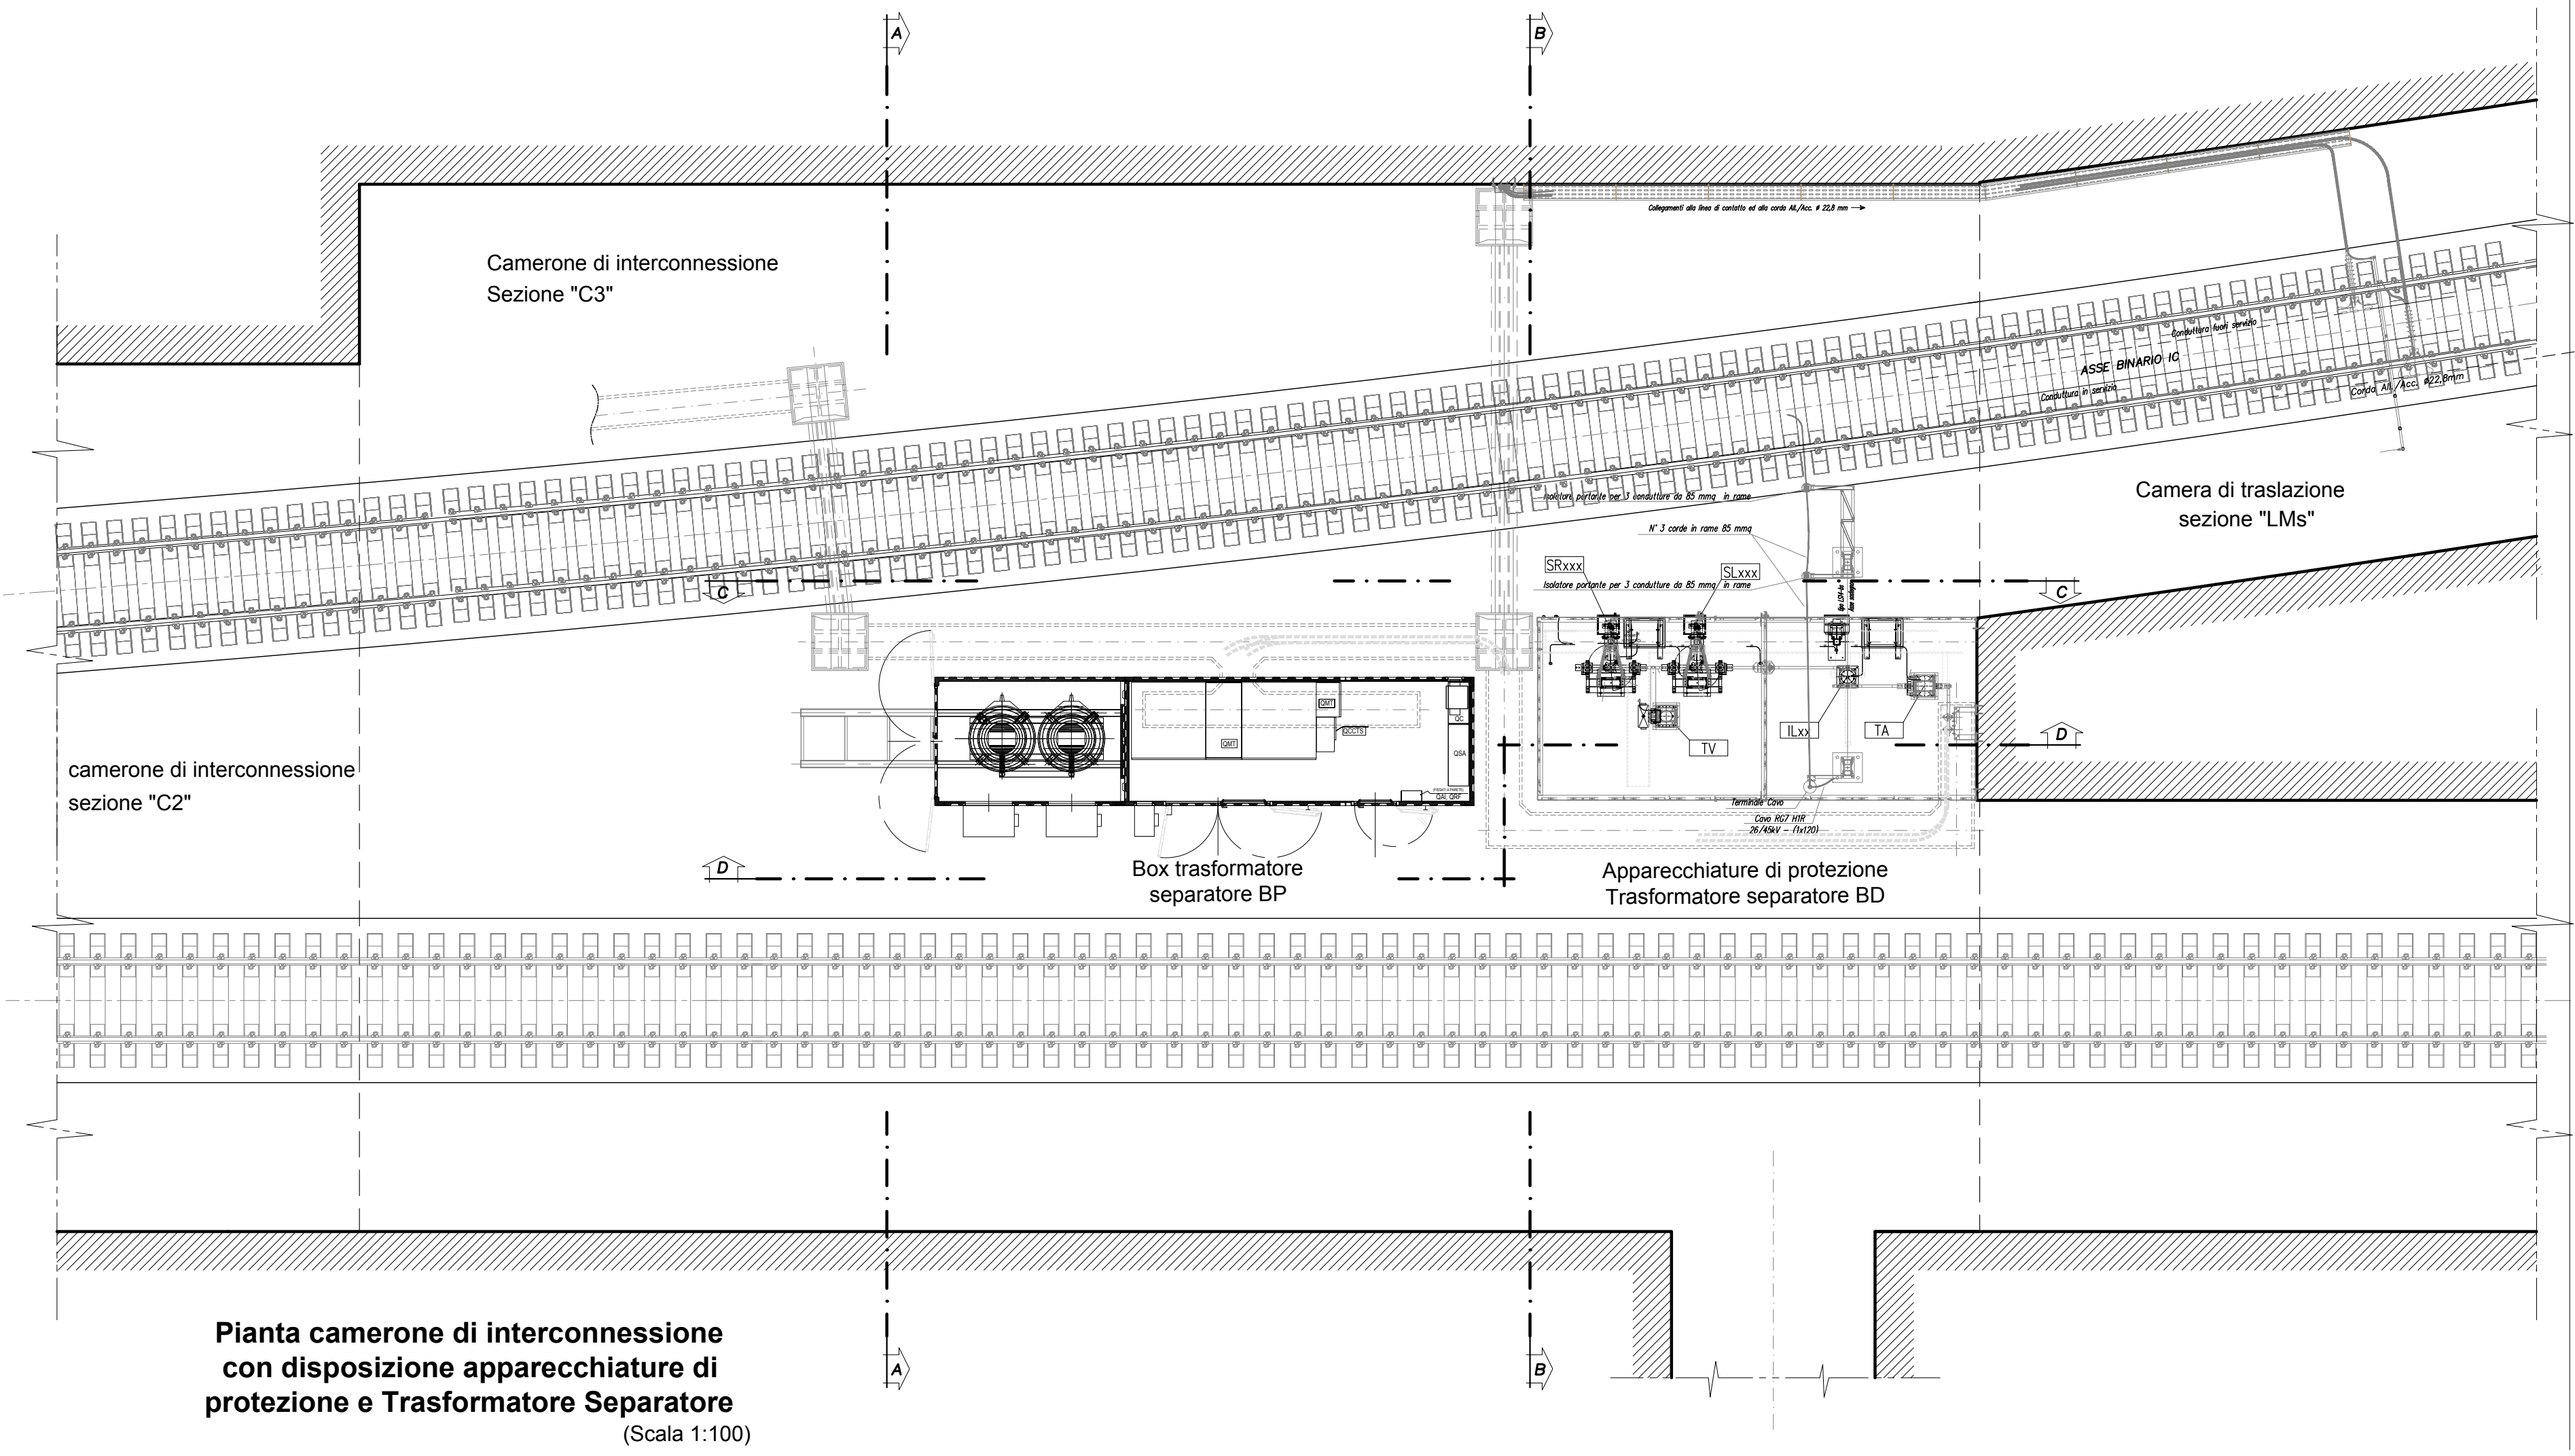 A
B
Collegamenti alla linea di contatto ed alla corda All./Acc. # 22,8 mm
Camerone di interconnessione
Sezione "C3"
Conduttura fuori servizio
ASSE BINARIO IC
Conduttura in servizio
Corda All./Acc. ø22,8mm
Camera di traslazione
sezione "LMs"
Isolatore portante per 3 condutture da 85 mmq in rame
N° 3 corde in rame 85 mmq
SRxxx
SLxxx
Isolatore portante per 3 condutture da 85 mmq in rame
C
C
QMT
QC
QCCTS
QMT
QSA
TV
ILxx
TA
D
camerone di interconnessione
sezione "C2"
(FISSATI A PARETE)
QAI, QRF
Terminale Cavo
Cavo RG7 H1R
26/45kV - (1x120)
D
Box trasformatore
separatore BP
Apparecchiature di protezione
Trasformatore separatore BD
Pianta camerone di interconnessione
con disposizione apparecchiature di
protezione e Trasformatore Separatore
(Scala 1:100)
A
B